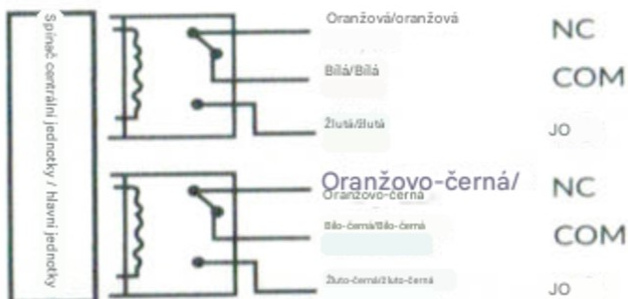 Spínač centrální jednotky / hlavní jednotky
Oranžová/oranžová NC
Bílá/Bílá COM
Žlutá/žlutá JO
Oranžovo-černá/ NC
Oranžovo-černá
Bílo-černá/Bílo-černá COM
Žluto-černá/žluto-černá JO